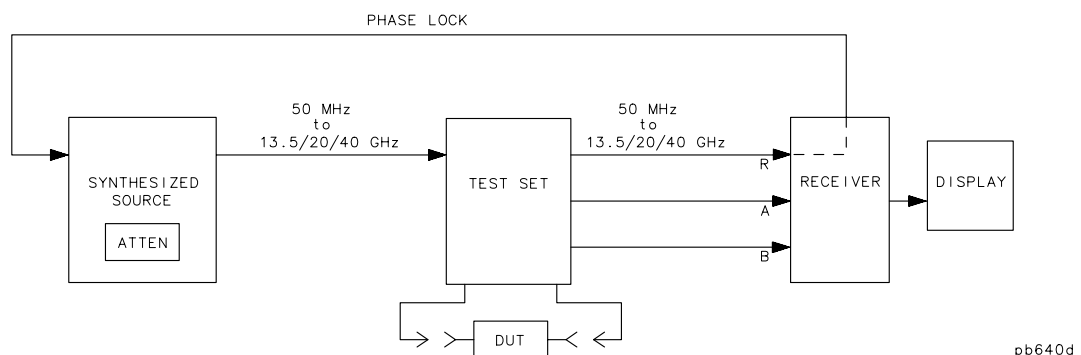 PHASE LOCK
50 MHz
to
13.5/20/40 GHz
50 MHz
to
13.5/20/40 GHz
SYNTHESIZED
SOURCE
ATTEN
TEST SET
R
A
B
RECEIVER
DISPLAY
DUT
pb640d